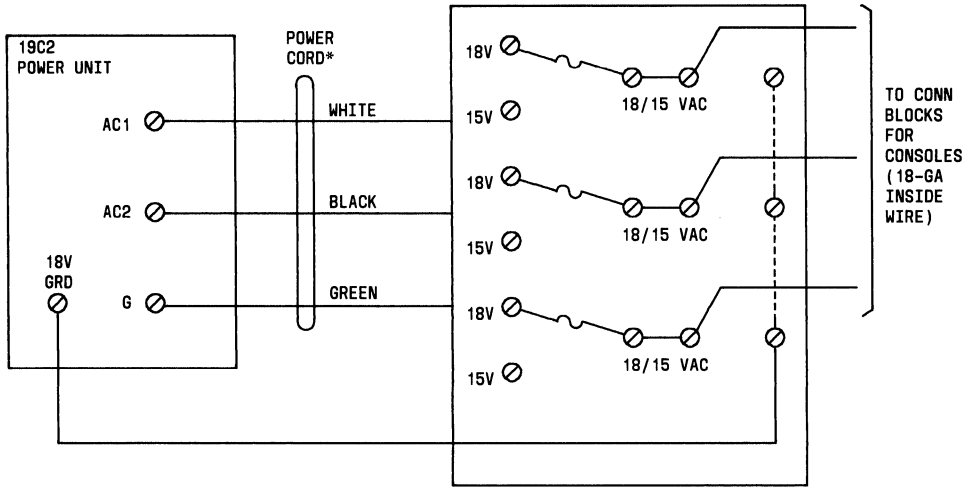 19C2
POWER UNIT
AC1
AC2
18V
GRD
G
POWER
CORD*
WHITE
BLACK
GREEN
18V
18/15 VAC
15V
18V
18/15 VAC
15V
18V
18/15 VAC
15V
TO CONN
BLOCKS
FOR
CONSOLES
(18-GA
INSIDE
WIRE)